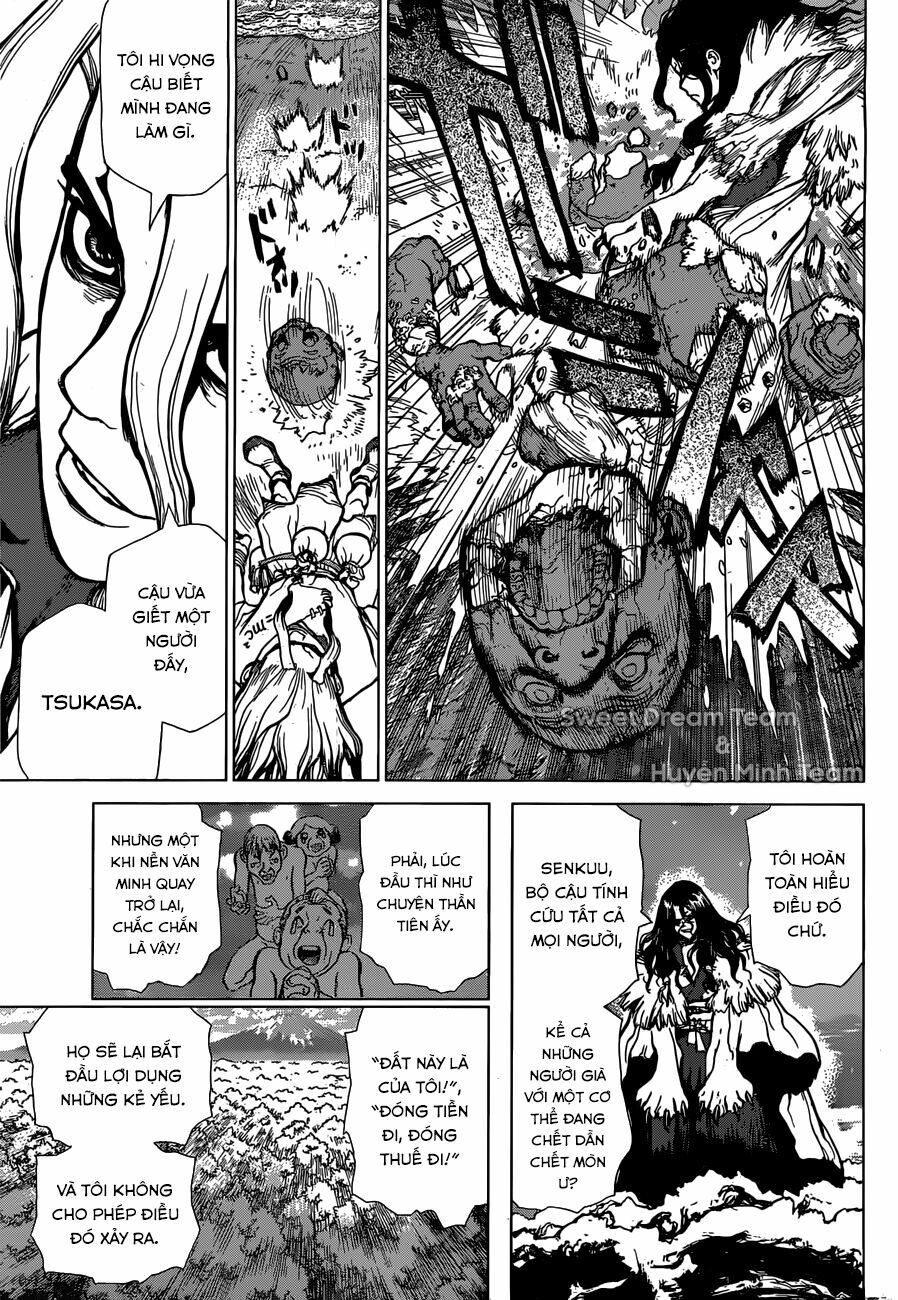 TÔI HI VỌNG
CẬU BIẾT
MÌNH ĐANG
LÀM GÌ.
CẬU VỪA
GIẾT MỘT
NGƯỜI
ĐẤY,
TSUKASA.
=mc²
Sweet Dream Team
&
Huyên Minh Team
TÔI HOÀN
TOÀN HIỂU
ĐIỀU ĐÓ
CHỨ.
SENKUU,
BỘ CẬU TÍNH
CỨU TẤT CẢ
MỌI NGƯỜI,
KỂ CẢ
NHỮNG
NGƯỜI GIÀ
VỚI MỘT CƠ
THỂ ĐANG
CHẾT DẦN
CHẾT MÒN
Ư?
PHẢI, LÚC
ĐẦU THÌ NHƯ
CHUYỆN THẦN
TIÊN ẤY.
NHƯNG MỘT
KHI NỀN VĂN
MINH QUAY
TRỞ LẠI,
CHẮC CHẮN
LÀ VẬY!
"ĐẤT NÀY LÀ
CỦA TÔI!",
"ĐÓNG TIỀN
ĐI, ĐÓNG
THUẾ ĐI!"
HỌ SẼ LẠI BẮT
ĐẦU LỢI DỤNG
NHỮNG KẺ YẾU.
VÀ TÔI KHÔNG
CHO PHÉP ĐIỀU
ĐÓ XẢY RA.